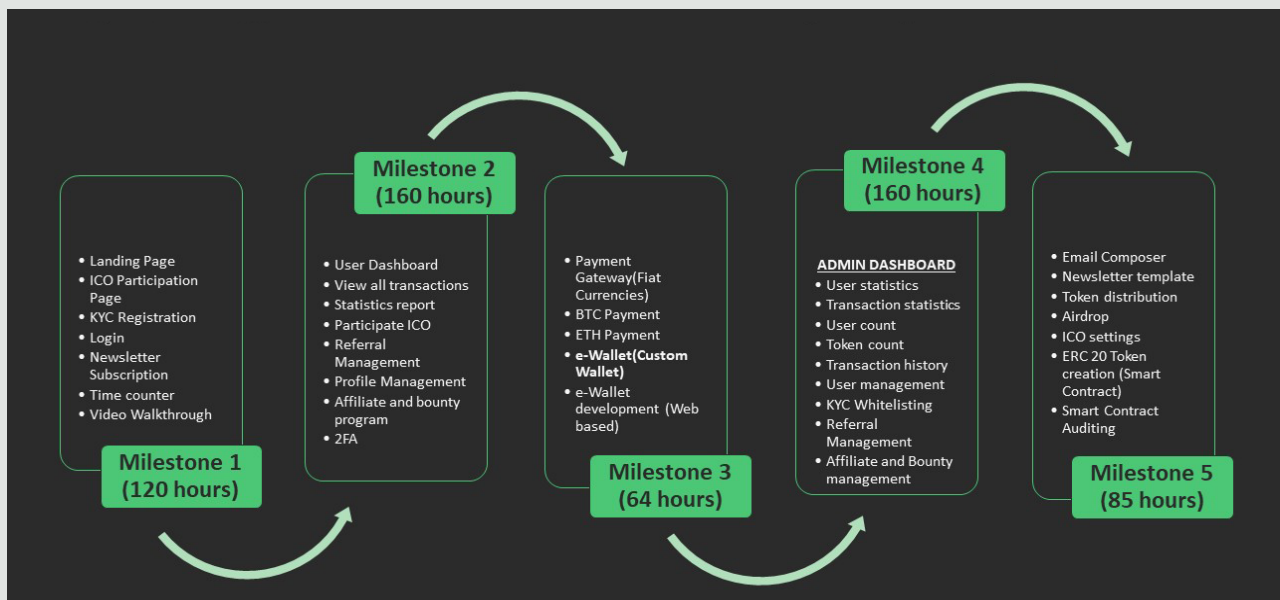 • Landing Page
• ICO Participation
Page
• KYC Registration
• Login
• Newsletter
Subscription
• Time counter
• Video Walkthrough
Milestone 1
(120 hours)
Milestone 2
(160 hours)
• User Dashboard
• View all transactions
• Statistics report
• Participate ICO
• Referral
Management
• Profile Management
• Affiliate and bounty
program
• 2FA
• Payment
Gateway(Fiat
Currencies)
• BTC Payment
• ETH Payment
• e-Wallet(Custom
Wallet)
• e-Wallet
development (Web
based)
Milestone 3
(64 hours)
Milestone 4
(160 hours)
ADMIN DASHBOARD
• User statistics
• Transaction statistics
• User count
• Token count
• Transaction history
• User management
• KYC Whitelisting
• Referral
Management
• Affiliate and Bounty
management
• Email Composer
• Newsletter template
• Token distribution
• Airdrop
• ICO settings
• ERC 20 Token
creation (Smart
Contract)
• Smart Contract
Auditing
Milestone 5
(85 hours)